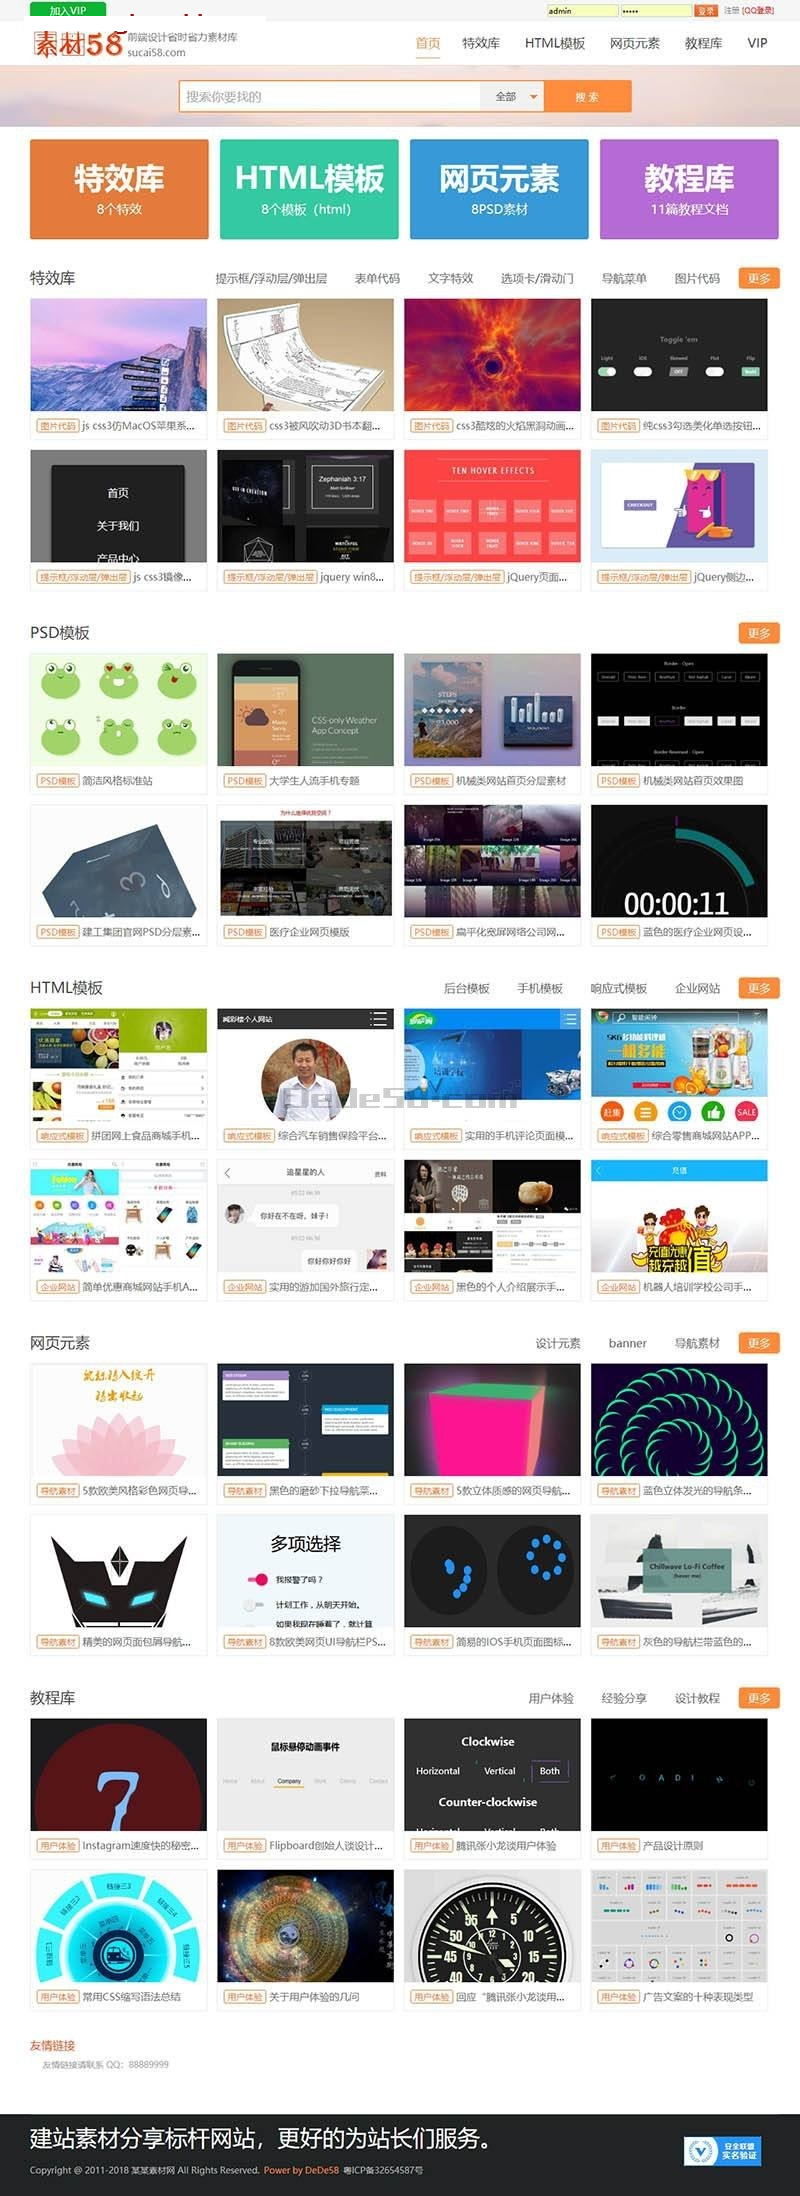 加入VIP
admin
登录
注册 [QQ登录]
素材58
前端设计省时省力素材库
sucai58.com
首页 特效库 HTML模板 网页元素 教程库 VIP
搜索你要找的 全部 搜 索
特效库 HTML模板 网页元素 教程库
8个特效 8个模板（html） 8PSD素材 11篇教程文档
特效库 提示框/浮动层/弹出层 表单代码 文字特效 选项卡/滑动门 导航菜单 图片代码 更多
Toggle 'em
Light iOS Skewed Flat Flip
OFF
图片代码 js css3仿MacOS苹果系...
图片代码 css3被风吹动3D书本翻...
图片代码 css3酷炫的火焰黑洞动画...
图片代码 纯css3勾选美化单选按钮...
首页
关于我们
产品中心
Zephaniah 3:17
TEN HOVER EFFECTS
CHECKOUT
提示框/浮动层/弹出层 js css3镜像...
提示框/浮动层/弹出层 jquery win8...
提示框/浮动层/弹出层 jQuery页面...
提示框/浮动层/弹出层 jQuery侧边...
PSD模板 更多
CSS-only Weather
App Concept
STEPS
PSD模板 简洁风格标准站
PSD模板 大学生人流手机专题
PSD模板 机械类网站首页分层素材
PSD模板 机械类网站首页效果图
00:00:11
PSD模板 建工集团官网PSD分层素...
PSD模板 医疗企业网页模版
PSD模板 扁平化宽屏网络公司网...
PSD模板 蓝色的医疗企业网页设...
HTML模板 后台模板 手机模板 响应式模板 企业网站 更多
智能闹钟
一机多能
SALE
响应式模板 拼团网上食品商城手机...
响应式模板 综合汽车销售保险平台...
响应式模板 实用的手机评论页面模...
响应式模板 综合零售商城网站APP...
追星星的人 资料
你好在不在呀，妹子！
你好你好你好
充值
企业网站 简单优惠商城网站手机A...
企业网站 实用的游加国外旅行定...
企业网站 黑色的个人介绍展示手...
企业网站 机器人培训学校公司手...
网页元素 设计元素 banner 导航素材 更多
导航素材 5款欧美风格彩色网页导...
导航素材 黑色的磨砂下拉导航菜...
导航素材 5款立体质感的网页导航...
导航素材 蓝色立体发光的导航条...
多项选择
我报警了吗？
计划工作，从明天开始。
如果我现在睡着了，就计算
Chillwave Lo-Fi Coffee
(hover me)
导航素材 精美的网页面包屑导航...
导航素材 8款欧美网页UI导航栏PS...
导航素材 简易的IOS手机页面图标...
导航素材 灰色的导航栏带蓝色的...
教程库 用户体验 经验分享 设计教程 更多
7
鼠标悬停动画事件
Home About Company Work Clients Contact
Clockwise
Horizontal Vertical Both
Counter-clockwise
Horizontal Vertical Both
用户体验 Instagram速度快的秘密...
用户体验 Flipboard创始人谈设计...
用户体验 腾讯张小龙谈用户体验
用户体验 产品设计原则
用户体验 常用CSS缩写语法总结
用户体验 关于用户体验的几问
用户体验 回应“腾讯张小龙谈用...
用户体验 广告文案的十种表现类型
友情链接
友情链接请联系 QQ：88889999
建站素材分享标杆网站，更好的为站长们服务。
Copyright @ 2011-2018 某某素材网 All Rights Reserved. Power by DeDe58 粤ICP备32654587号
安全联盟
实名验证